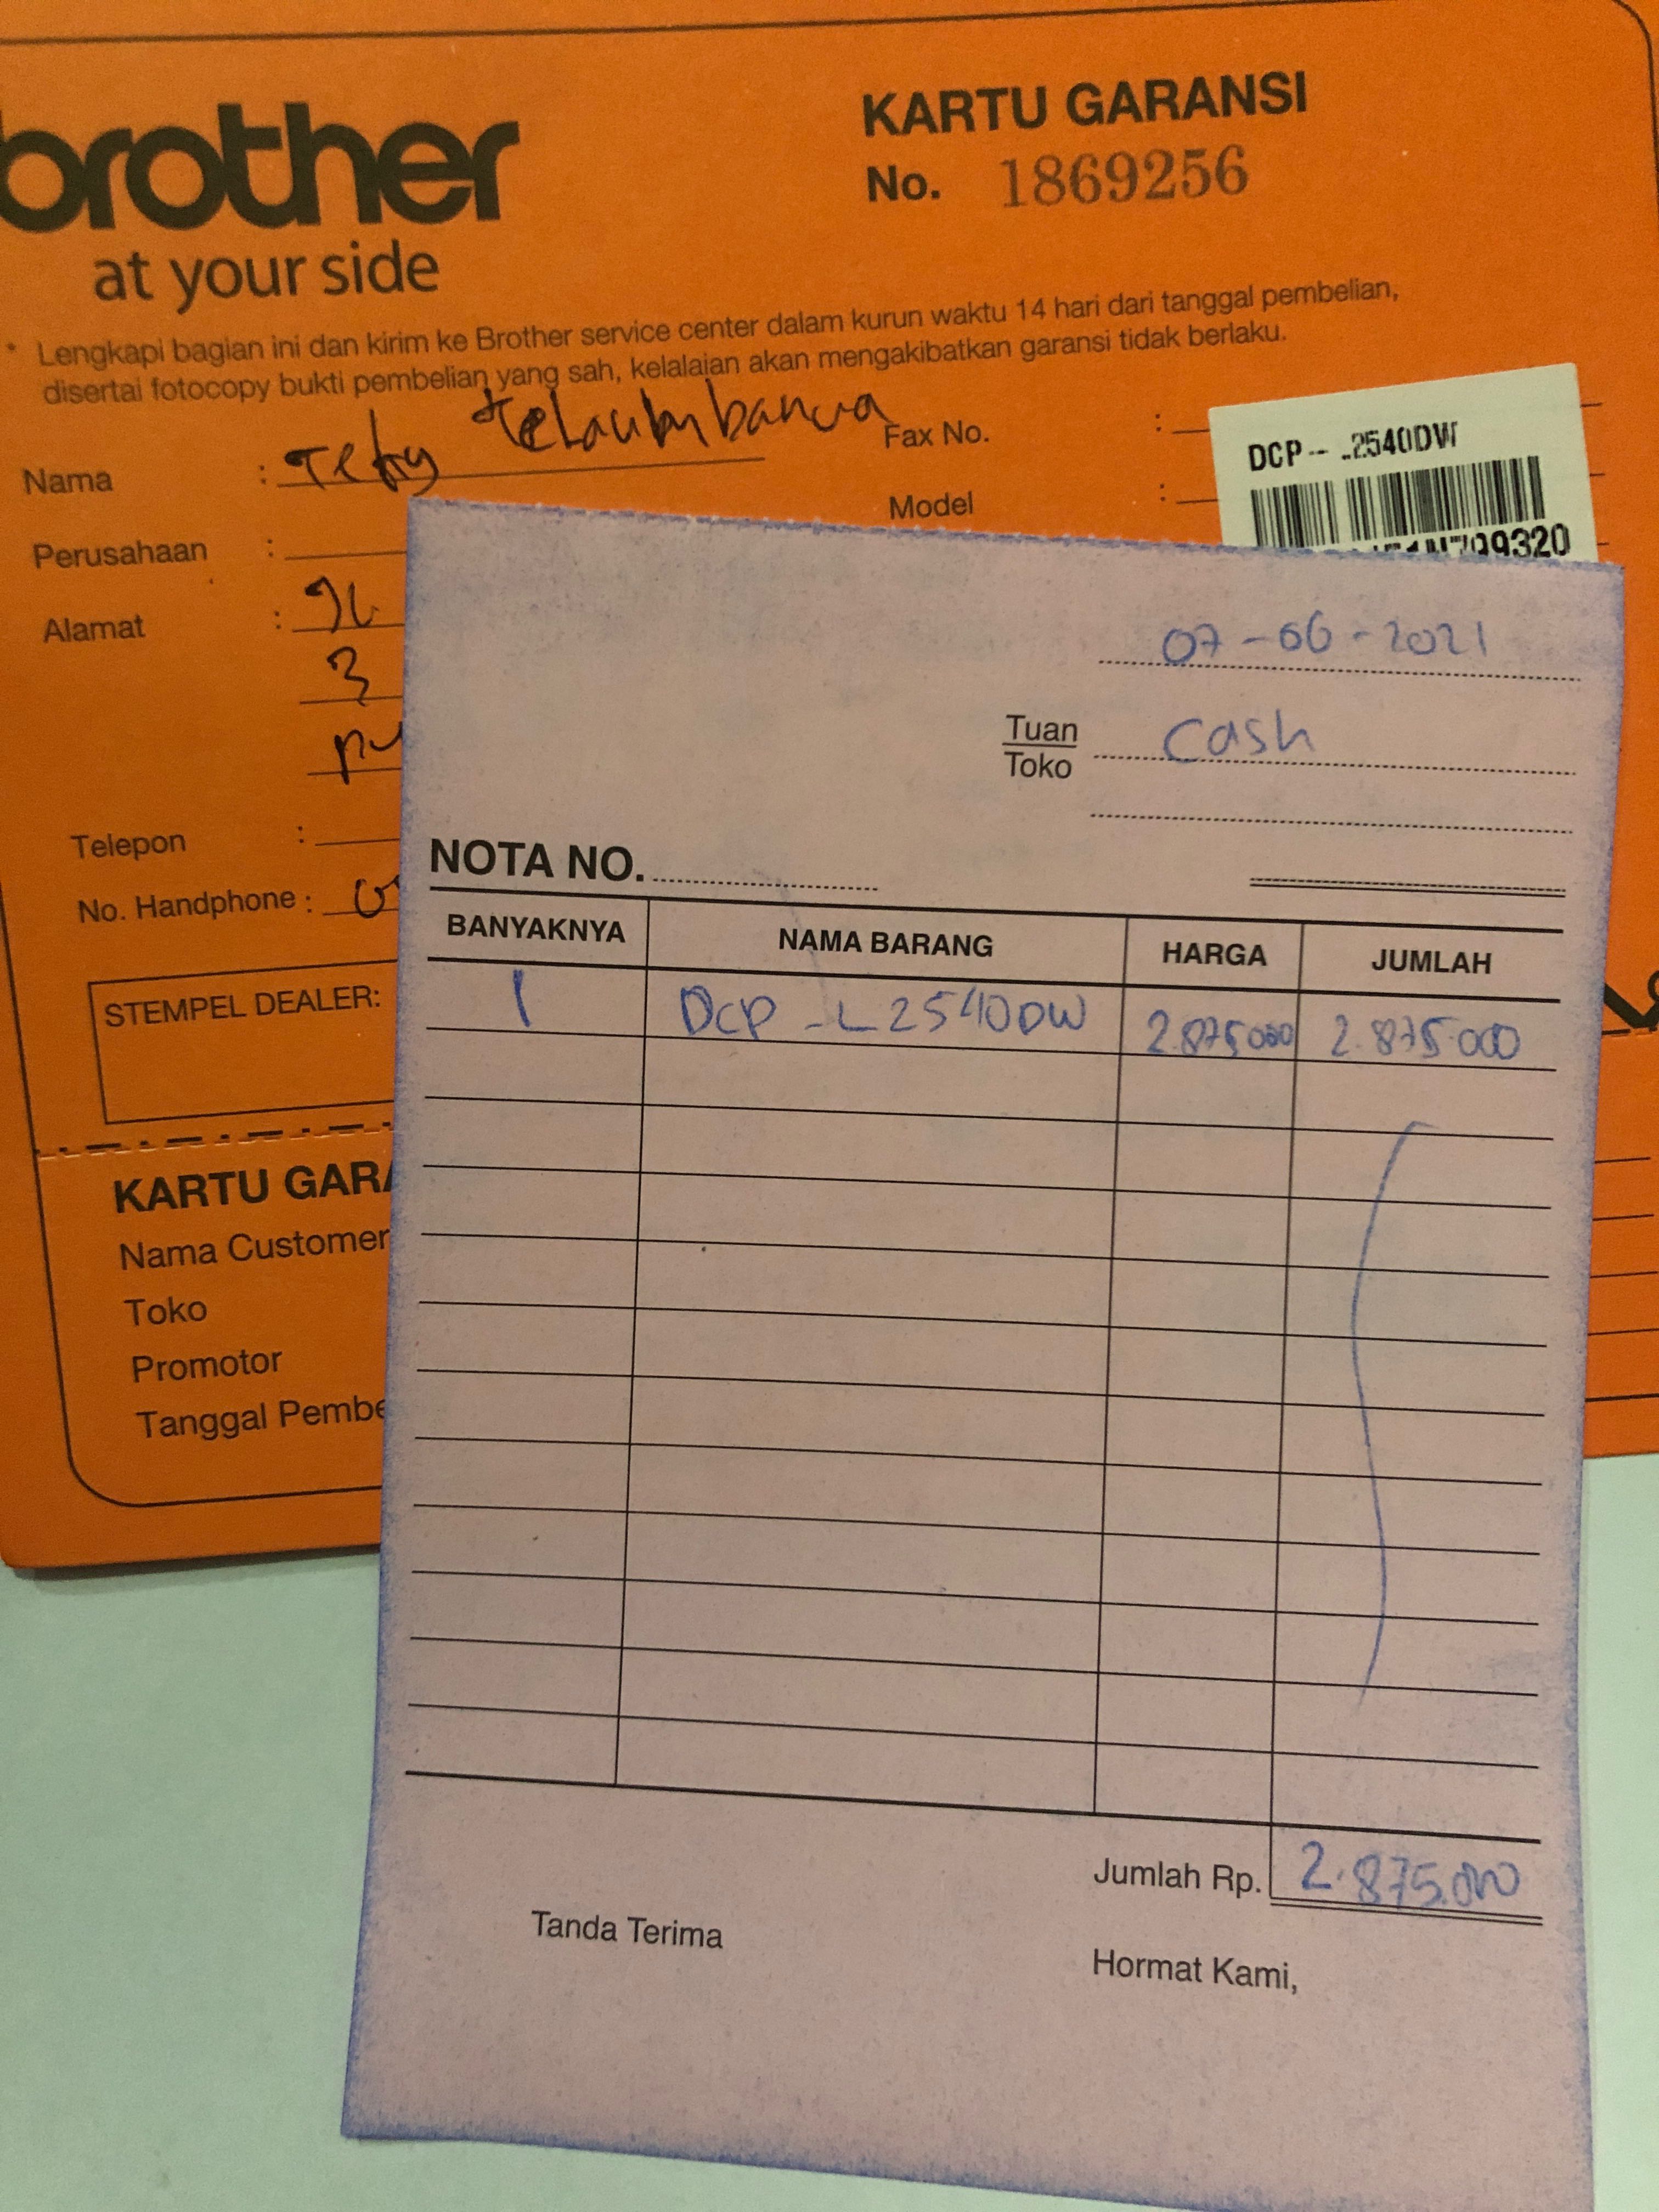 brother
at your side
KARTU GARANSI
No. 1869256
* Lengkapi bagian ini dan kirim ke Brother service center dalam kurun waktu 14 hari dari tanggal pembelian,
disertai fotocopy bukti pembelian yang sah, kelalaian akan mengakibatkan garansi tidak berlaku.
Nama :
Fax No. :
Model :
DCP-- .2540DW
799320
Perusahaan :
Alamat :
3
Telepon :
No. Handphone :
STEMPEL DEALER:
KARTU GARA
Nama Customer
Toko
Promotor
Tanggal Pembe
07-06-2021
Tuan
Toko
Cash
NOTA NO.
BANYAKNYA NAMA BARANG HARGA JUMLAH
1 DCP-L2540DW 2.875.000 2.875.000
Jumlah Rp. 2.875.000
Tanda Terima
Hormat Kami,